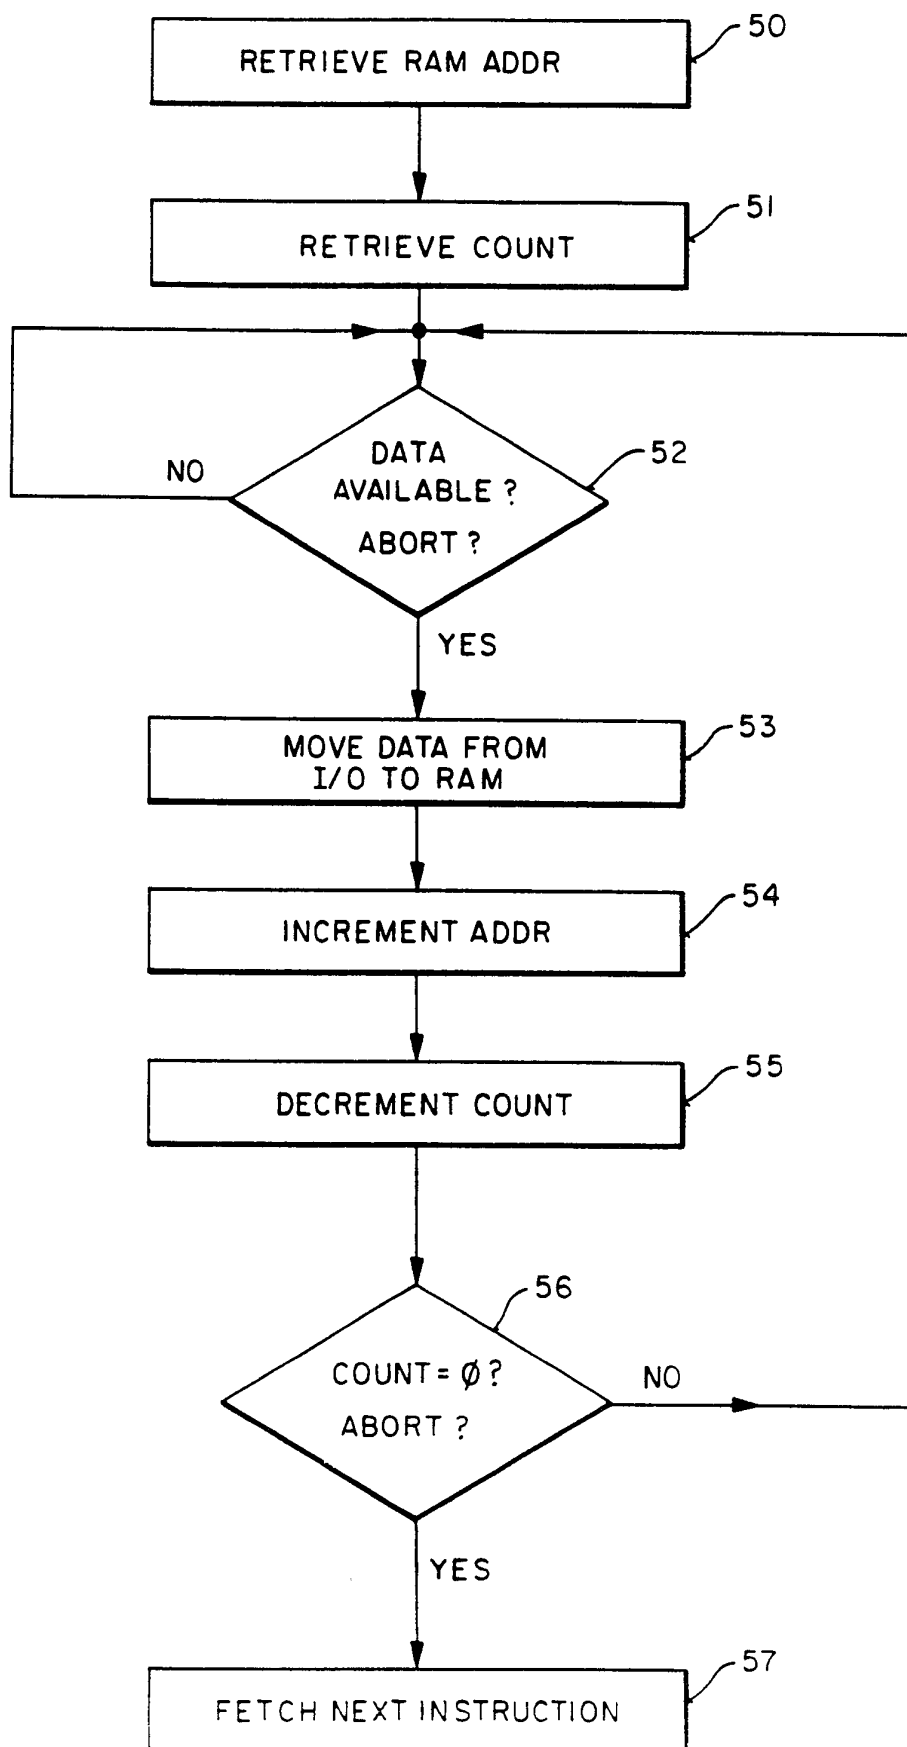 50
RETRIEVE RAM ADDR
51
RETRIEVE COUNT
DATA
AVAILABLE ?
ABORT ?
52
NO
YES
53
MOVE DATA FROM
I/O TO RAM
54
INCREMENT ADDR
55
DECREMENT COUNT
56
COUNT = Ø ?
ABORT ?
NO
YES
57
FETCH NEXT INSTRUCTION